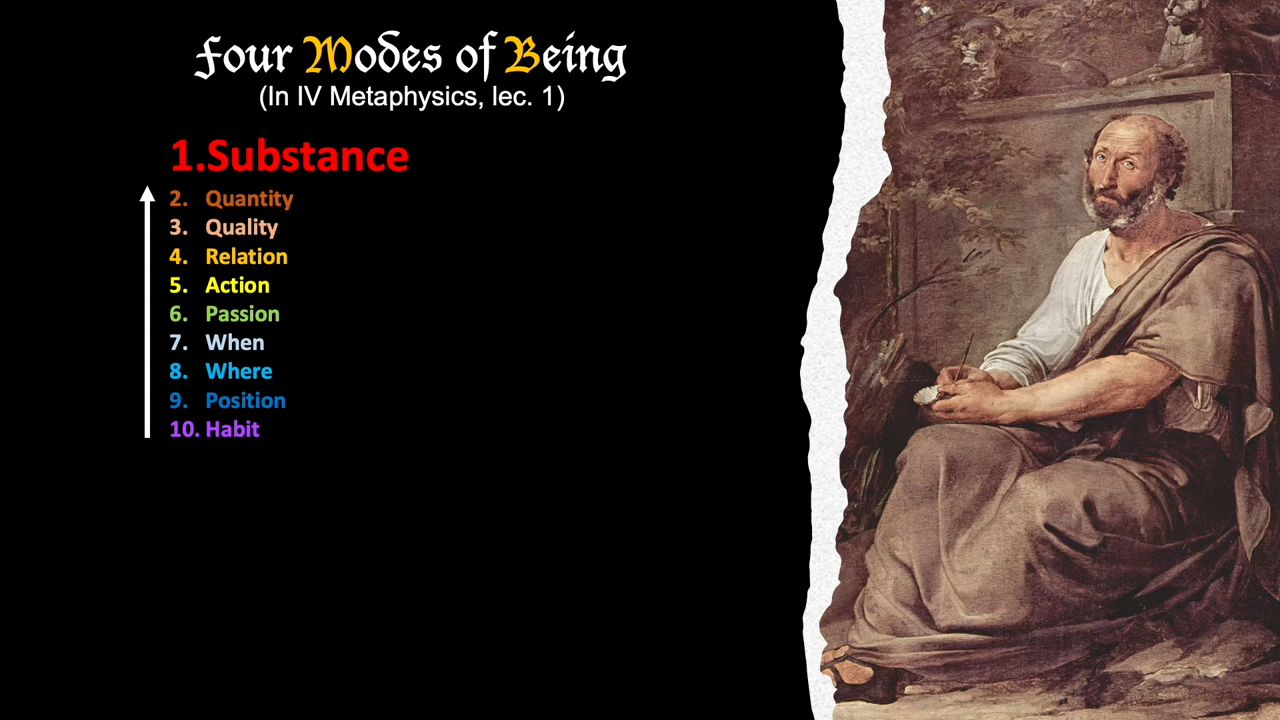 Four Modes of Being
(In IV Metaphysics, lec. 1)
1.Substance
2. Quantity
3. Quality
4. Relation
5. Action
6. Passion
7. When
8. Where
9. Position
10. Habit